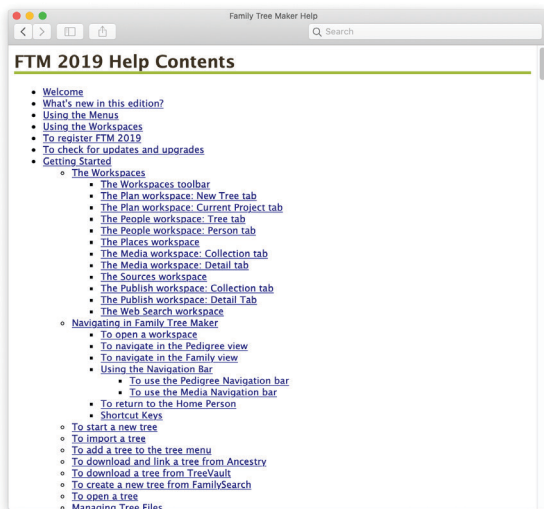 Family Tree Maker Help
Search
FTM 2019 Help Contents
Welcome
What's new in this edition?
Using the Menus
Using the Workspaces
To register FTM 2019
To check for updates and upgrades
Getting Started
The Workspaces
The Workspaces toolbar
The Plan workspace: New Tree tab
The Plan workspace: Current Project tab
The People workspace: Tree tab
The People workspace: Person tab
The Places workspace
The Media workspace: Collection tab
The Media workspace: Detail tab
The Sources workspace
The Publish workspace: Collection tab
The Publish workspace: Detail Tab
The Web Search workspace
Navigating in Family Tree Maker
To open a workspace
To navigate in the Pedigree view
To navigate in the Family view
Using the Navigation Bar
To use the Pedigree Navigation bar
To use the Media Navigation bar
To return to the Home Person
Shortcut Keys
To start a new tree
To import a tree
To add a tree to the tree menu
To download and link a tree from Ancestry
To download a tree from TreeVault
To create a new tree from FamilySearch
To open a tree
Managing Tree Files